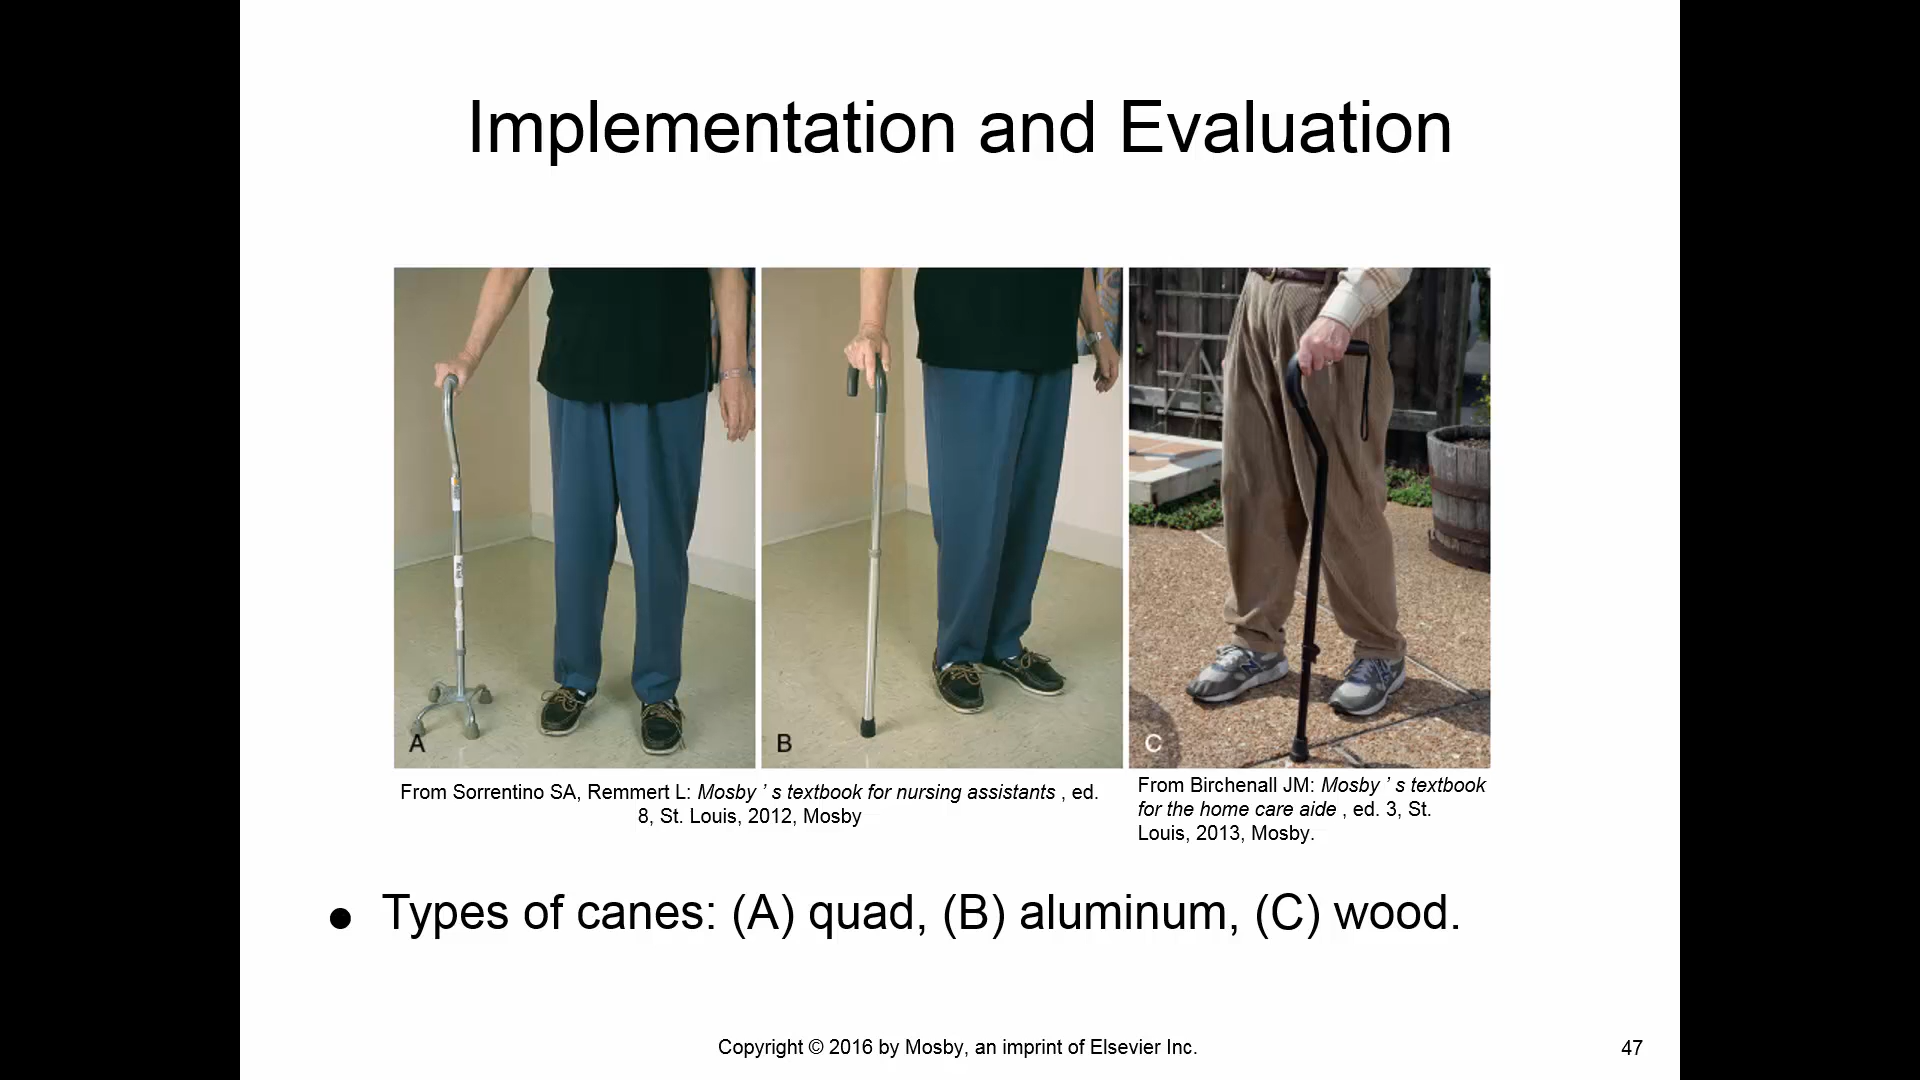 Implementation and Evaluation
A
B
C
From Sorrentino SA, Remmert L: Mosby ’ s textbook for nursing assistants , ed.
8, St. Louis, 2012, Mosby
From Birchenall JM: Mosby ’ s textbook
for the home care aide , ed. 3, St.
Louis, 2013, Mosby.
● Types of canes: (A) quad, (B) aluminum, (C) wood.
Copyright © 2016 by Mosby, an imprint of Elsevier Inc.
47